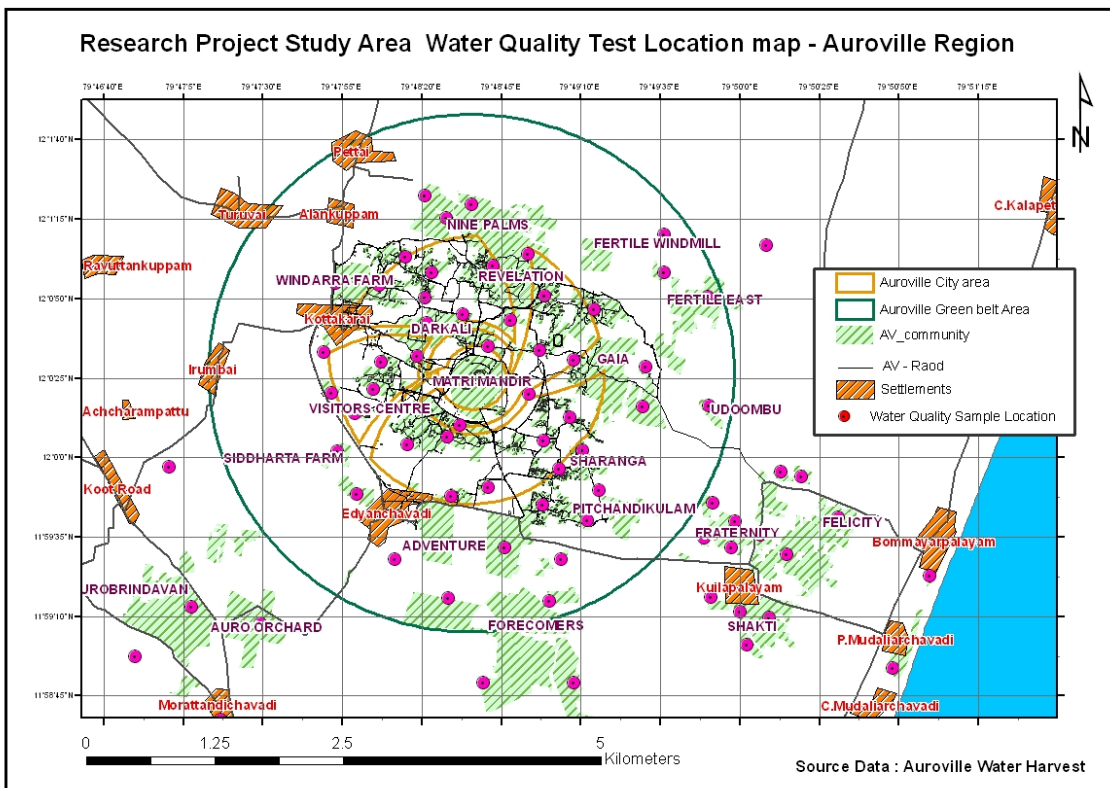 Research Project Study Area Water Quality Test Location map - Auroville Region
79°46'40"E 79°47'5"E 79°47'30"E 79°47'55"E 79°48'20"E 79°48'45"E 79°49'10"E 79°49'35"E 79°50'0"E 79°50'25"E 79°50'50"E 79°51'15"E
N
12°1'40"N
Pettai
C.Kalapet
12°1'15"N
Turuvai
Alankuppam
NINE PALMS
FERTILE WINDMILL
Ravuttankuppam
WINDARRA FARM
REVELATION
12°0'50"N
FERTILE EAST
Kottakarai
DARKALI
GAIA
12°0'25"N
Irumbai
MATRI MANDIR
Achcharampattu
VISITORS CENTRE
UDOOMBU
12°0'0"N
SIDDHARTA FARM
SHARANGA
Koot Road
Edyanchavadi
PITCHANDIKULAM
FELICITY
FRATERNITY
11°59'35"N
ADVENTURE
Bommayarpalayam
Kuilapalayam
UROBRINDAVAN
11°59'10"N
AURO ORCHARD
FORECOMERS
SHAKTI
P.Mudaliarchavadi
11°58'45"N
Morattandichavadi
C.Mudaliarchavadi
Auroville City area
Auroville Green belt Area
AV_community
AV - Raod
Settlements
Water Quality Sample Location
0 1.25 2.5 5
Kilometers
Source Data : Auroville Water Harvest